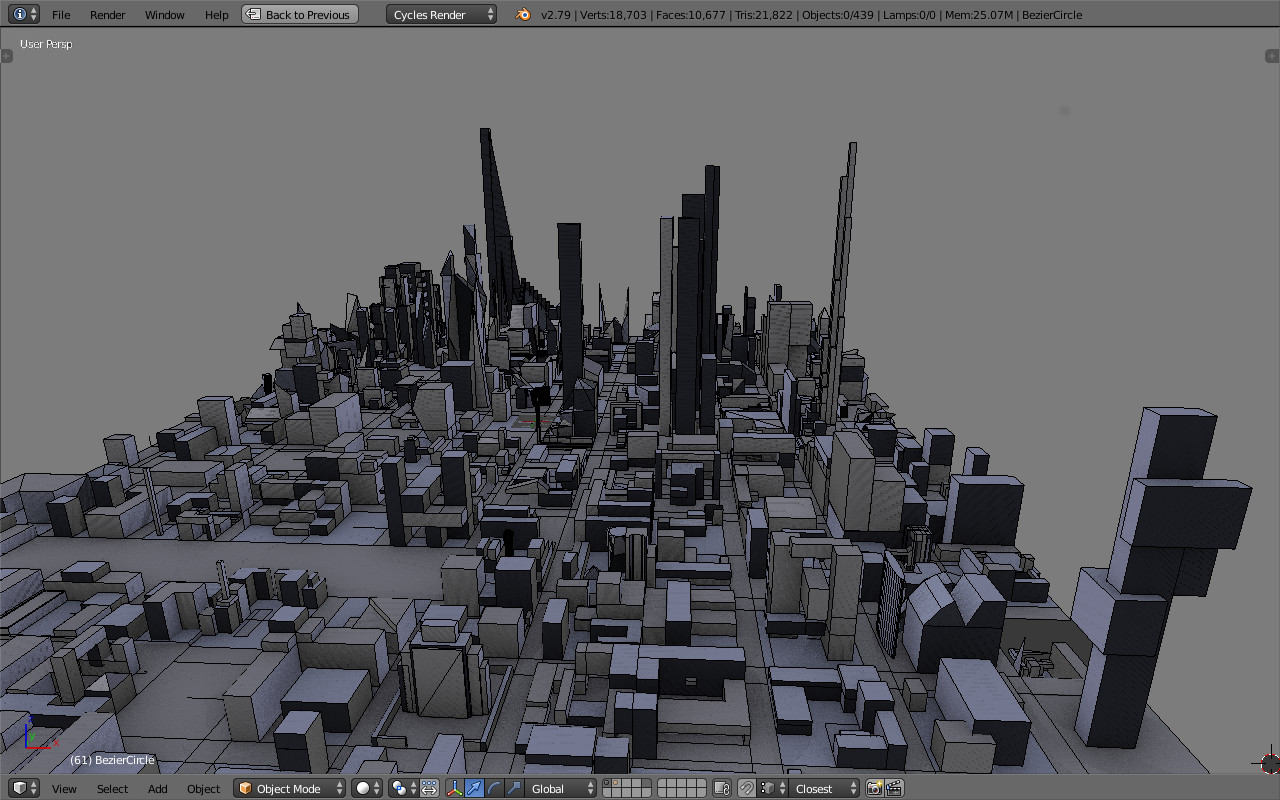 File Render Window Help Back to Previous Cycles Render v2.79 | Verts:18,703 | Faces:10,677 | Tris:21,822 | Objects:0/439 | Lamps:0/0 | Mem:25.07M | BezierCircle
User Persp
z
y
x
(61) BezierCircle
View Select Add Object Object Mode Global Closest